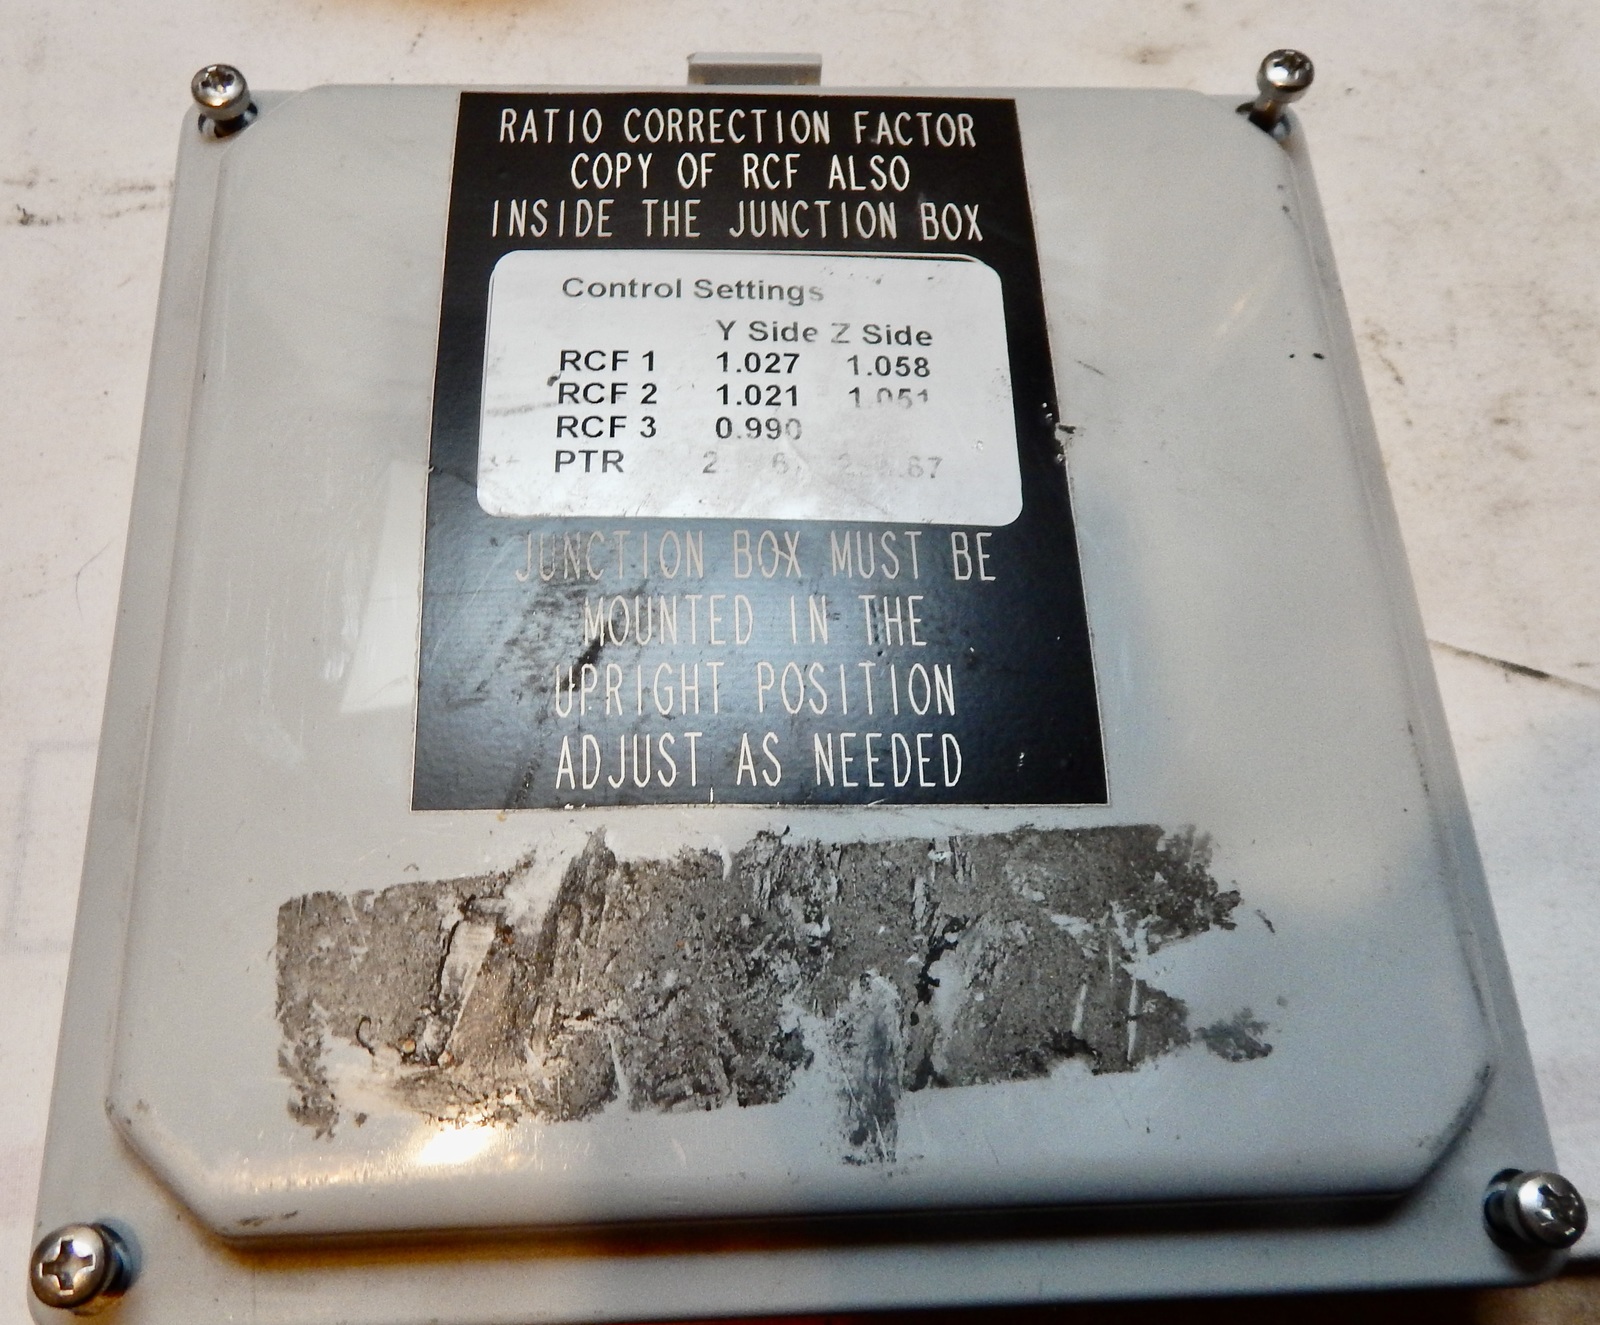 RATIO CORRECTION FACTOR
COPY OF RCF ALSO
INSIDE THE JUNCTION BOX
Control Settings
Y Side Z Side
RCF 1 1.027 1.058
RCF 2 1.021 1.051
RCF 3 0.990
PTR
JUNCTION BOX MUST BE
MOUNTED IN THE
UPRIGHT POSITION
ADJUST AS NEEDED